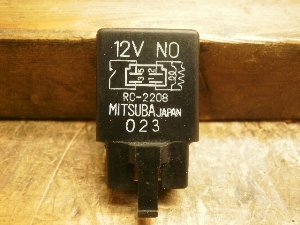 12V NO
RC-2208
MITSUBA JAPAN
023